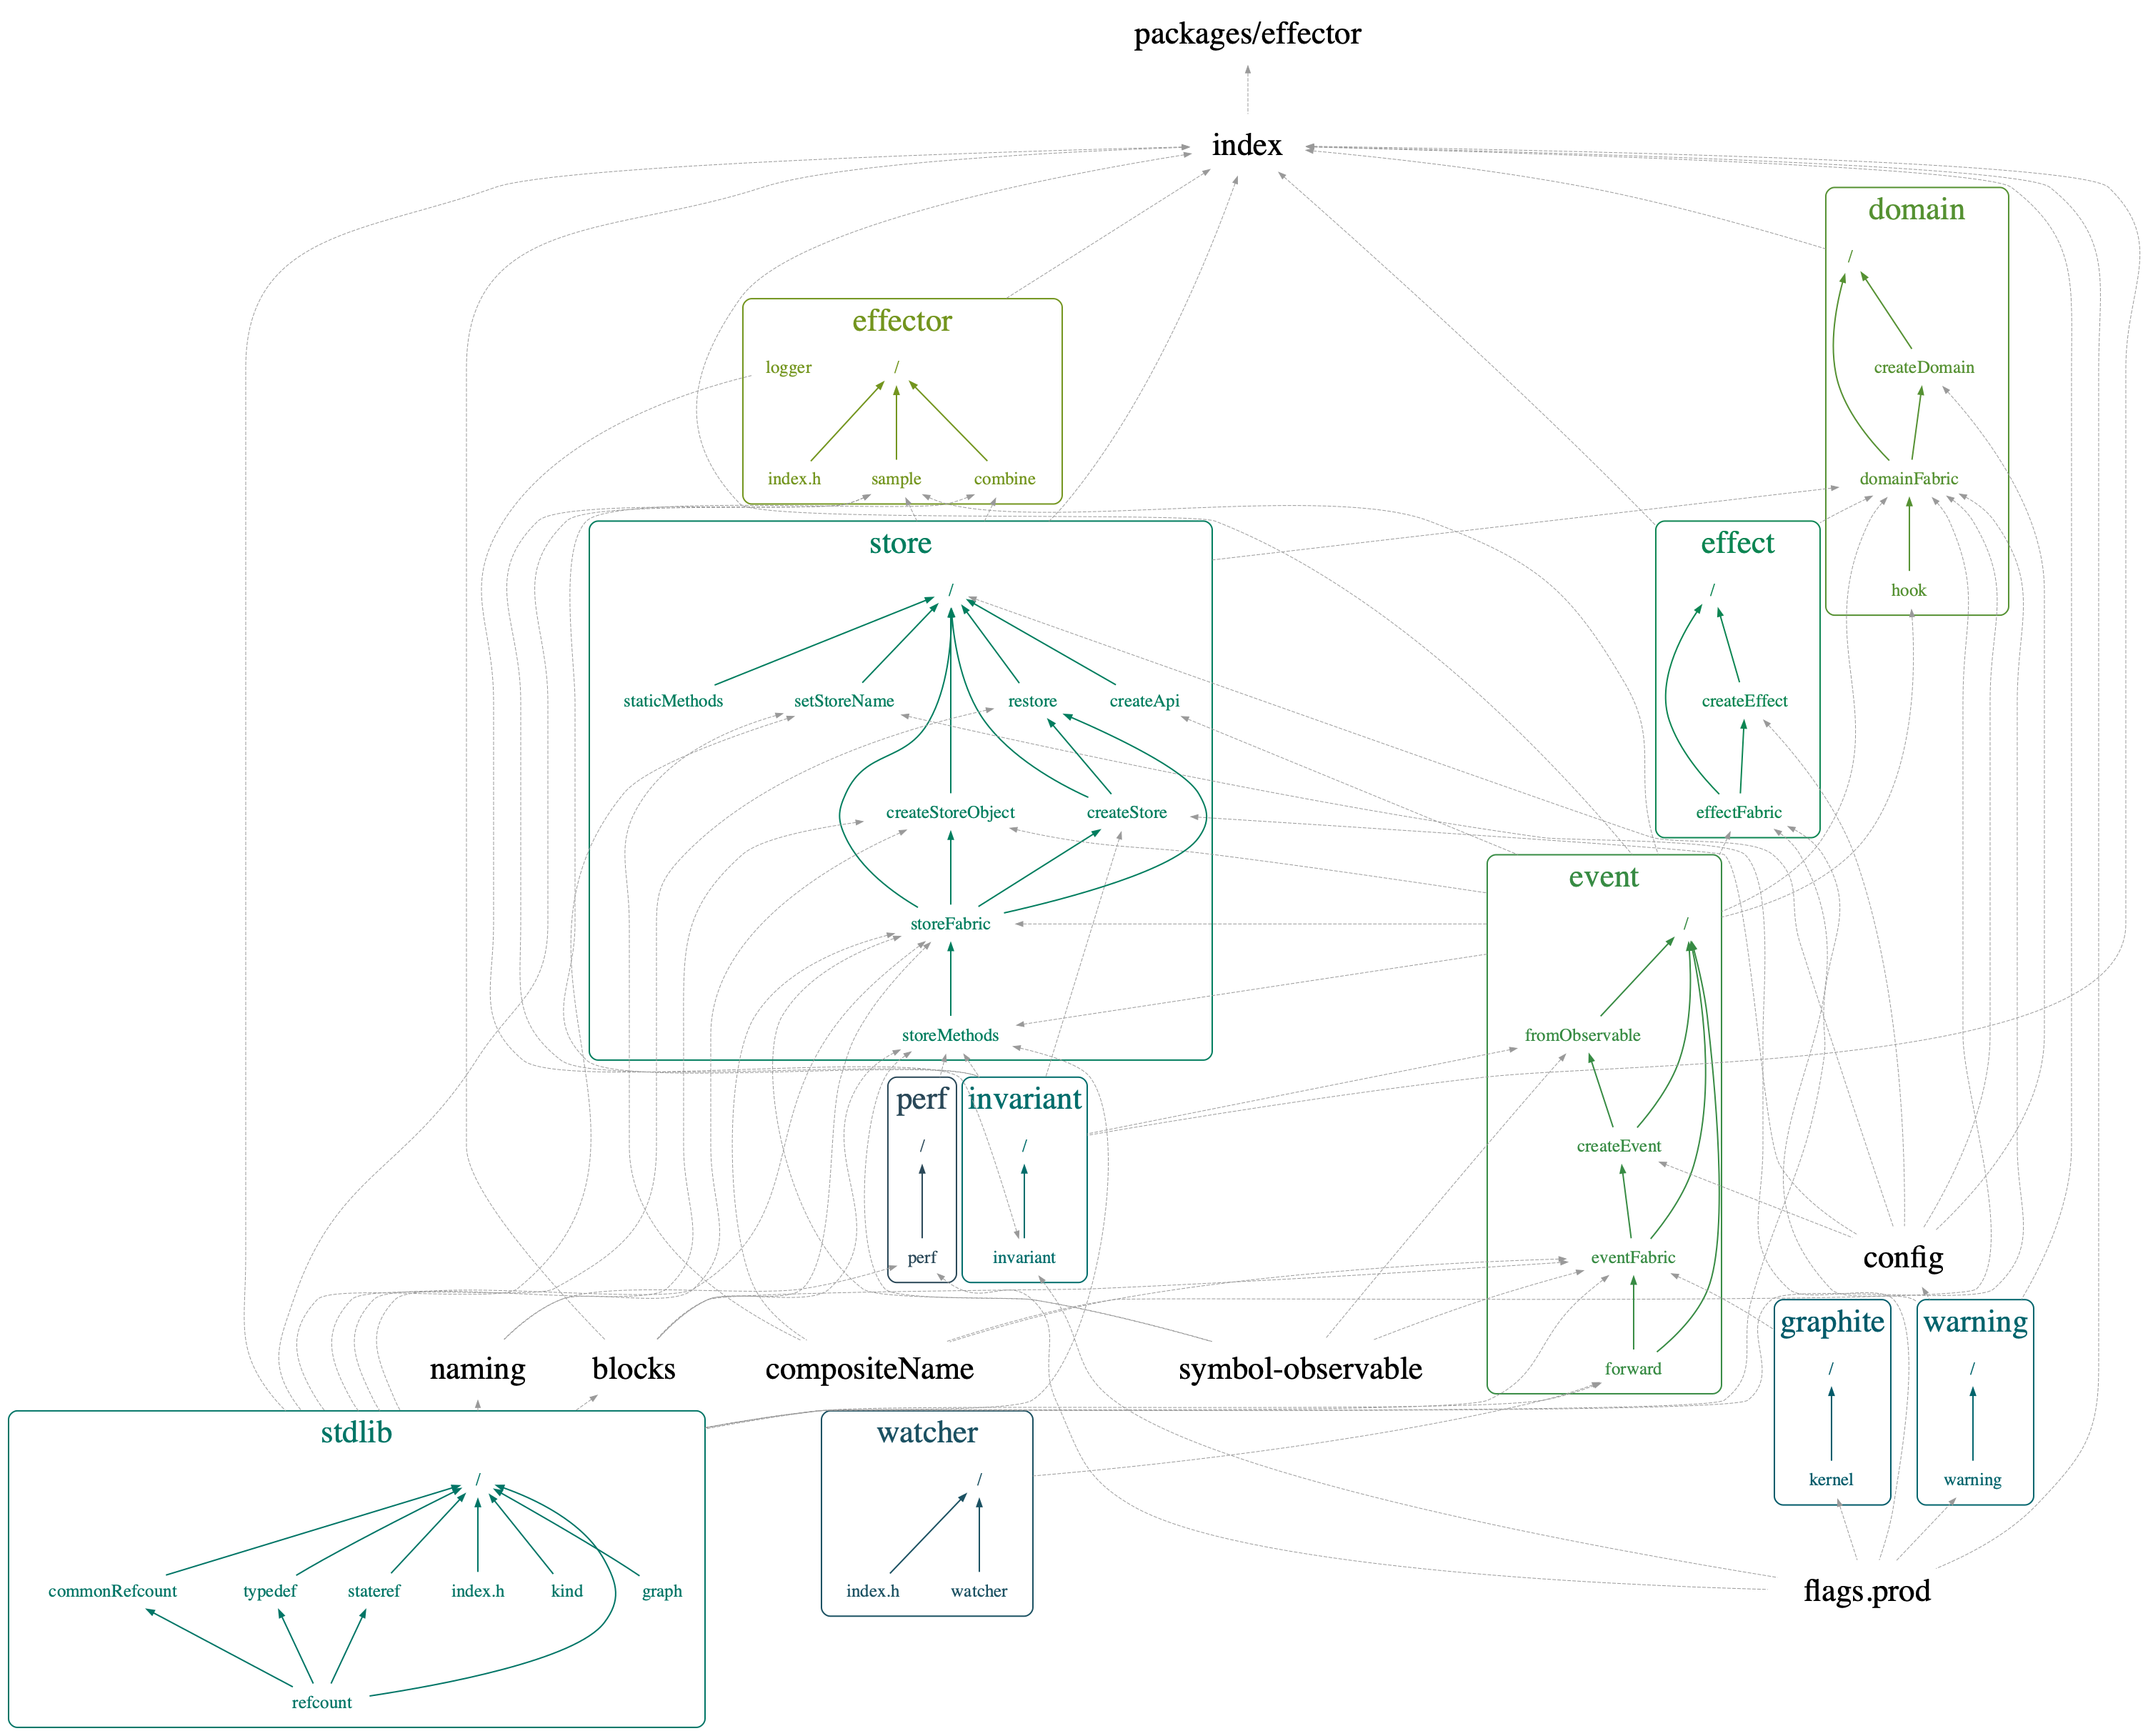 packages/effector
index
domain
/
effector
logger
/
createDomain
index.h
sample
combine
domainFabric
store
effect
/
/
hook
staticMethods
setStoreName
restore
createApi
createEffect
createStoreObject
createStore
effectFabric
event
storeFabric
/
storeMethods
fromObservable
perf
invariant
/
/
createEvent
perf
invariant
eventFabric
config
graphite
warning
naming
blocks
compositeName
symbol-observable
forward
/
/
stdlib
watcher
/
/
kernel
warning
commonRefcount
typedef
stateref
index.h
kind
graph
index.h
watcher
flags.prod
refcount